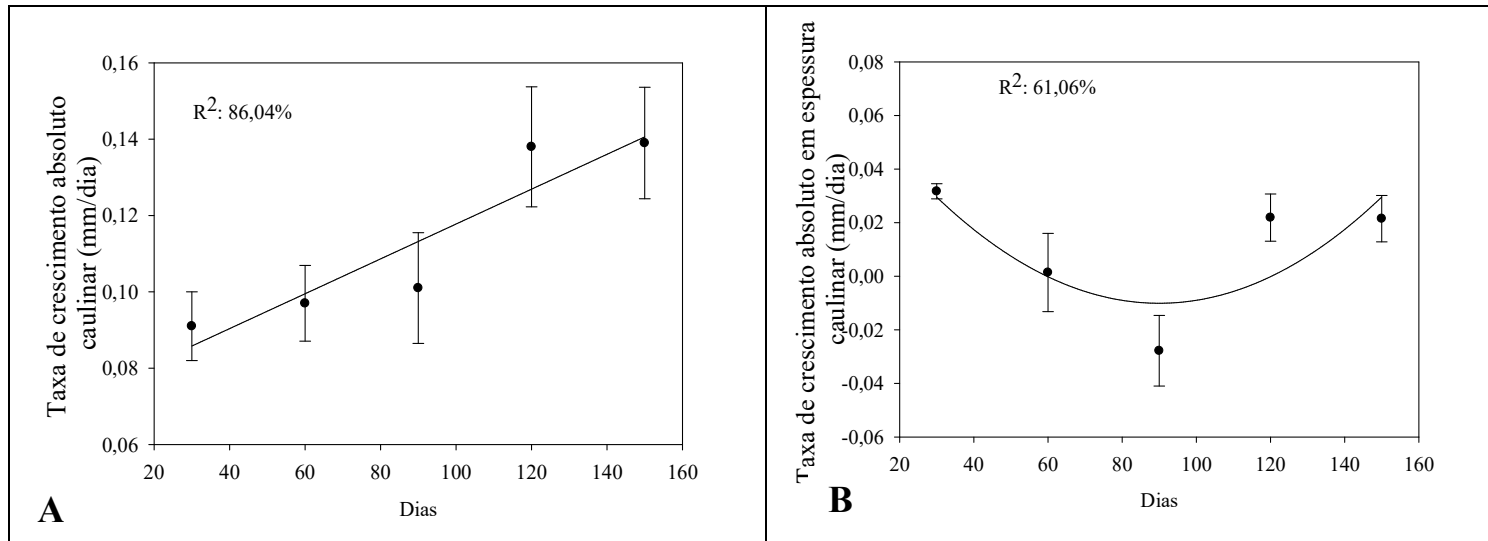 Taxa de crescimento absoluto
caulinar (mm/dia)
0,16
0,14
0,12
0,10
0,08
0,06
R2: 86,04%
20 40 60 80 100 120 140 160
Dias
A
Taxa de crescimento absoluto em espessura
caulinar (mm/dia)
0,08
0,06
0,04
0,02
0,00
-0,02
-0,04
-0,06
R2: 61,06%
20 40 60 80 100 120 140 160
Dias
B